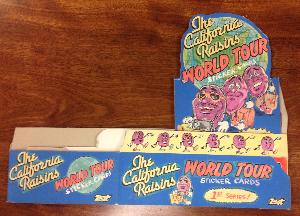 The
California
Raisins
WORLD TOUR
STICKER CARDS
The
California
Raisins
WORLD TOUR
STICKER CARDS
The
California
Raisins
WORLD TOUR
STICKER CARDS
1st SERIES!